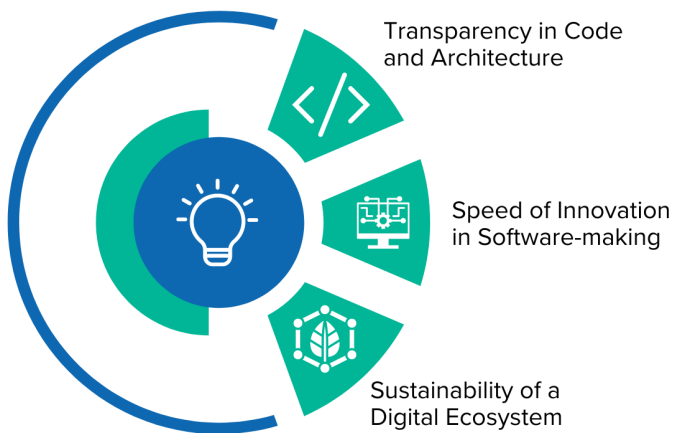 Transparency in Code
and Architecture
Speed of Innovation
in Software-making
Sustainability of a
Digital Ecosystem